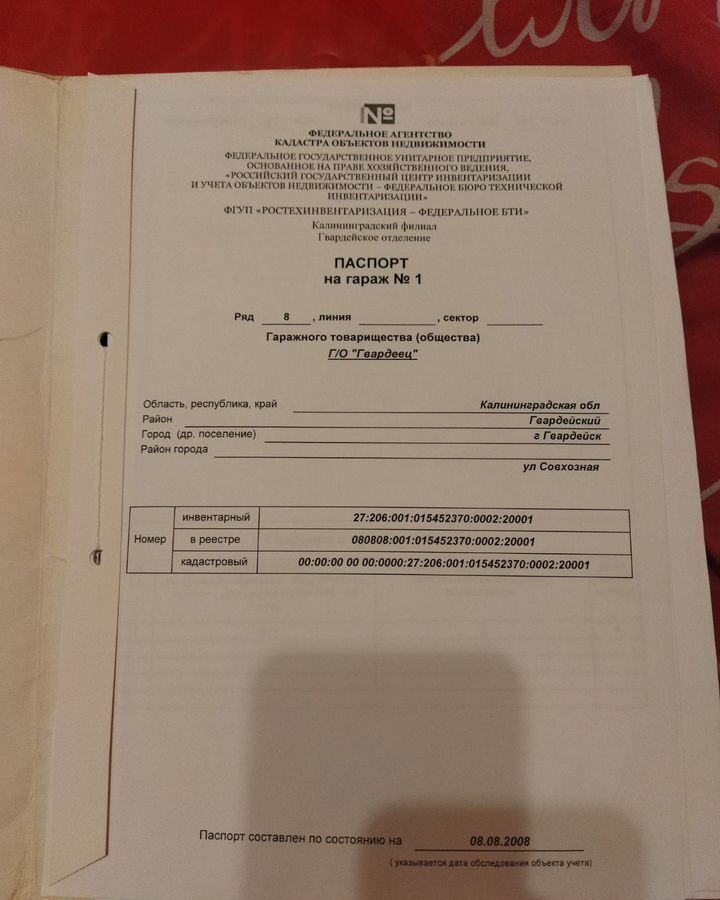 №
ФЕДЕРАЛЬНОЕ АГЕНТСТВО
КАДАСТРА ОБЪЕКТОВ НЕДВИЖИМОСТИ
ФЕДЕРАЛЬНОЕ ГОСУДАРСТВЕННОЕ УНИТАРНОЕ ПРЕДПРИЯТИЕ,
ОСНОВАННОЕ НА ПРАВЕ ХОЗЯЙСТВЕННОГО ВЕДЕНИЯ,
«РОССИЙСКИЙ ГОСУДАРСТВЕННЫЙ ЦЕНТР ИНВЕНТАРИЗАЦИИ
И УЧЕТА ОБЪЕКТОВ НЕДВИЖИМОСТИ – ФЕДЕРАЛЬНОЕ БЮРО ТЕХНИЧЕСКОЙ
ИНВЕНТАРИЗАЦИИ»
ФГУП «РОСТЕХИНВЕНТАРИЗАЦИЯ – ФЕДЕРАЛЬНОЕ БТИ»
Калининградский филиал
Гвардейское отделение
ПАСПОРТ
на гараж № 1
Ряд 8 , линия , сектор
Гаражного товарищества (общества)
Г/О "Гвардеец"
Область, республика, край Калининградская обл
Район Гвардейский
Город (др. поселение) г Гвардейск
Район города
ул Совхозная
Номер
инвентарный 27:206:001:015452370:0002:20001
в реестре 080808:001:015452370:0002:20001
кадастровый 00:00:00 00 00:0000:27:206:001:015452370:0002:20001
Паспорт составлен по состоянию на 08.08.2008
( указывается дата обследования объекта учета)